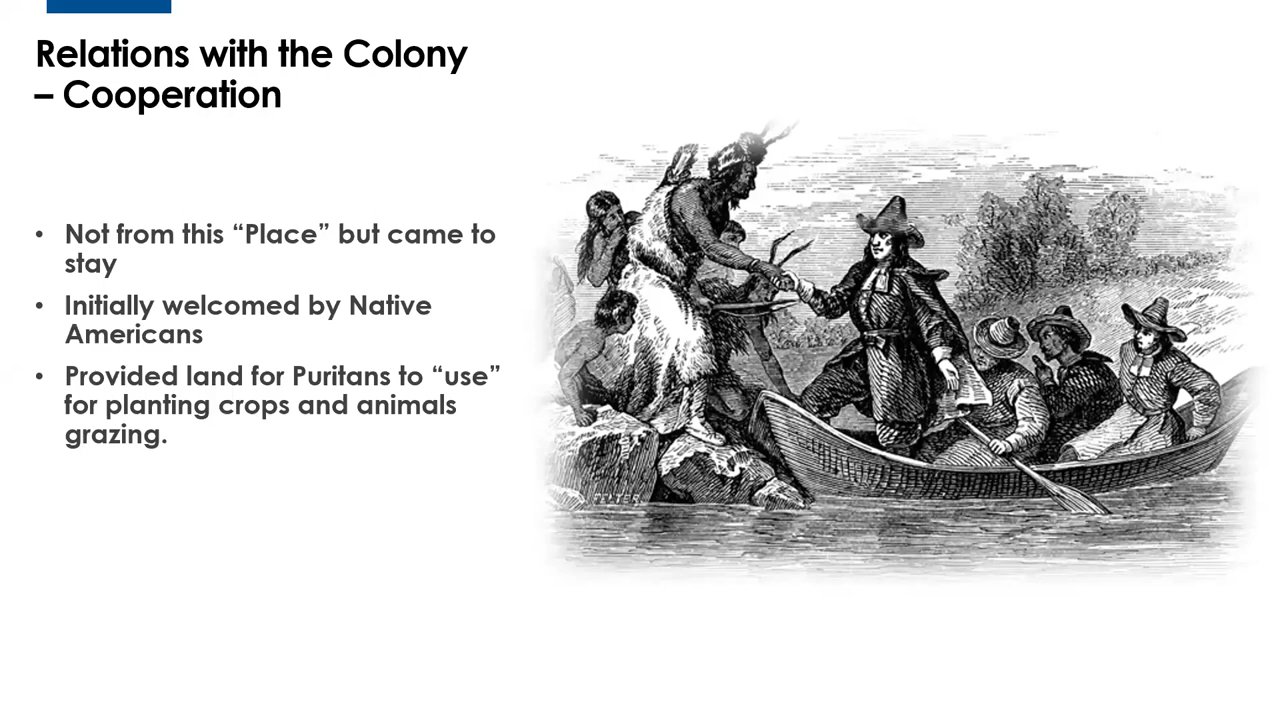 Relations with the Colony
– Cooperation
• Not from this “Place” but came to
stay
• Initially welcomed by Native
Americans
• Provided land for Puritans to “use”
for planting crops and animals
grazing.